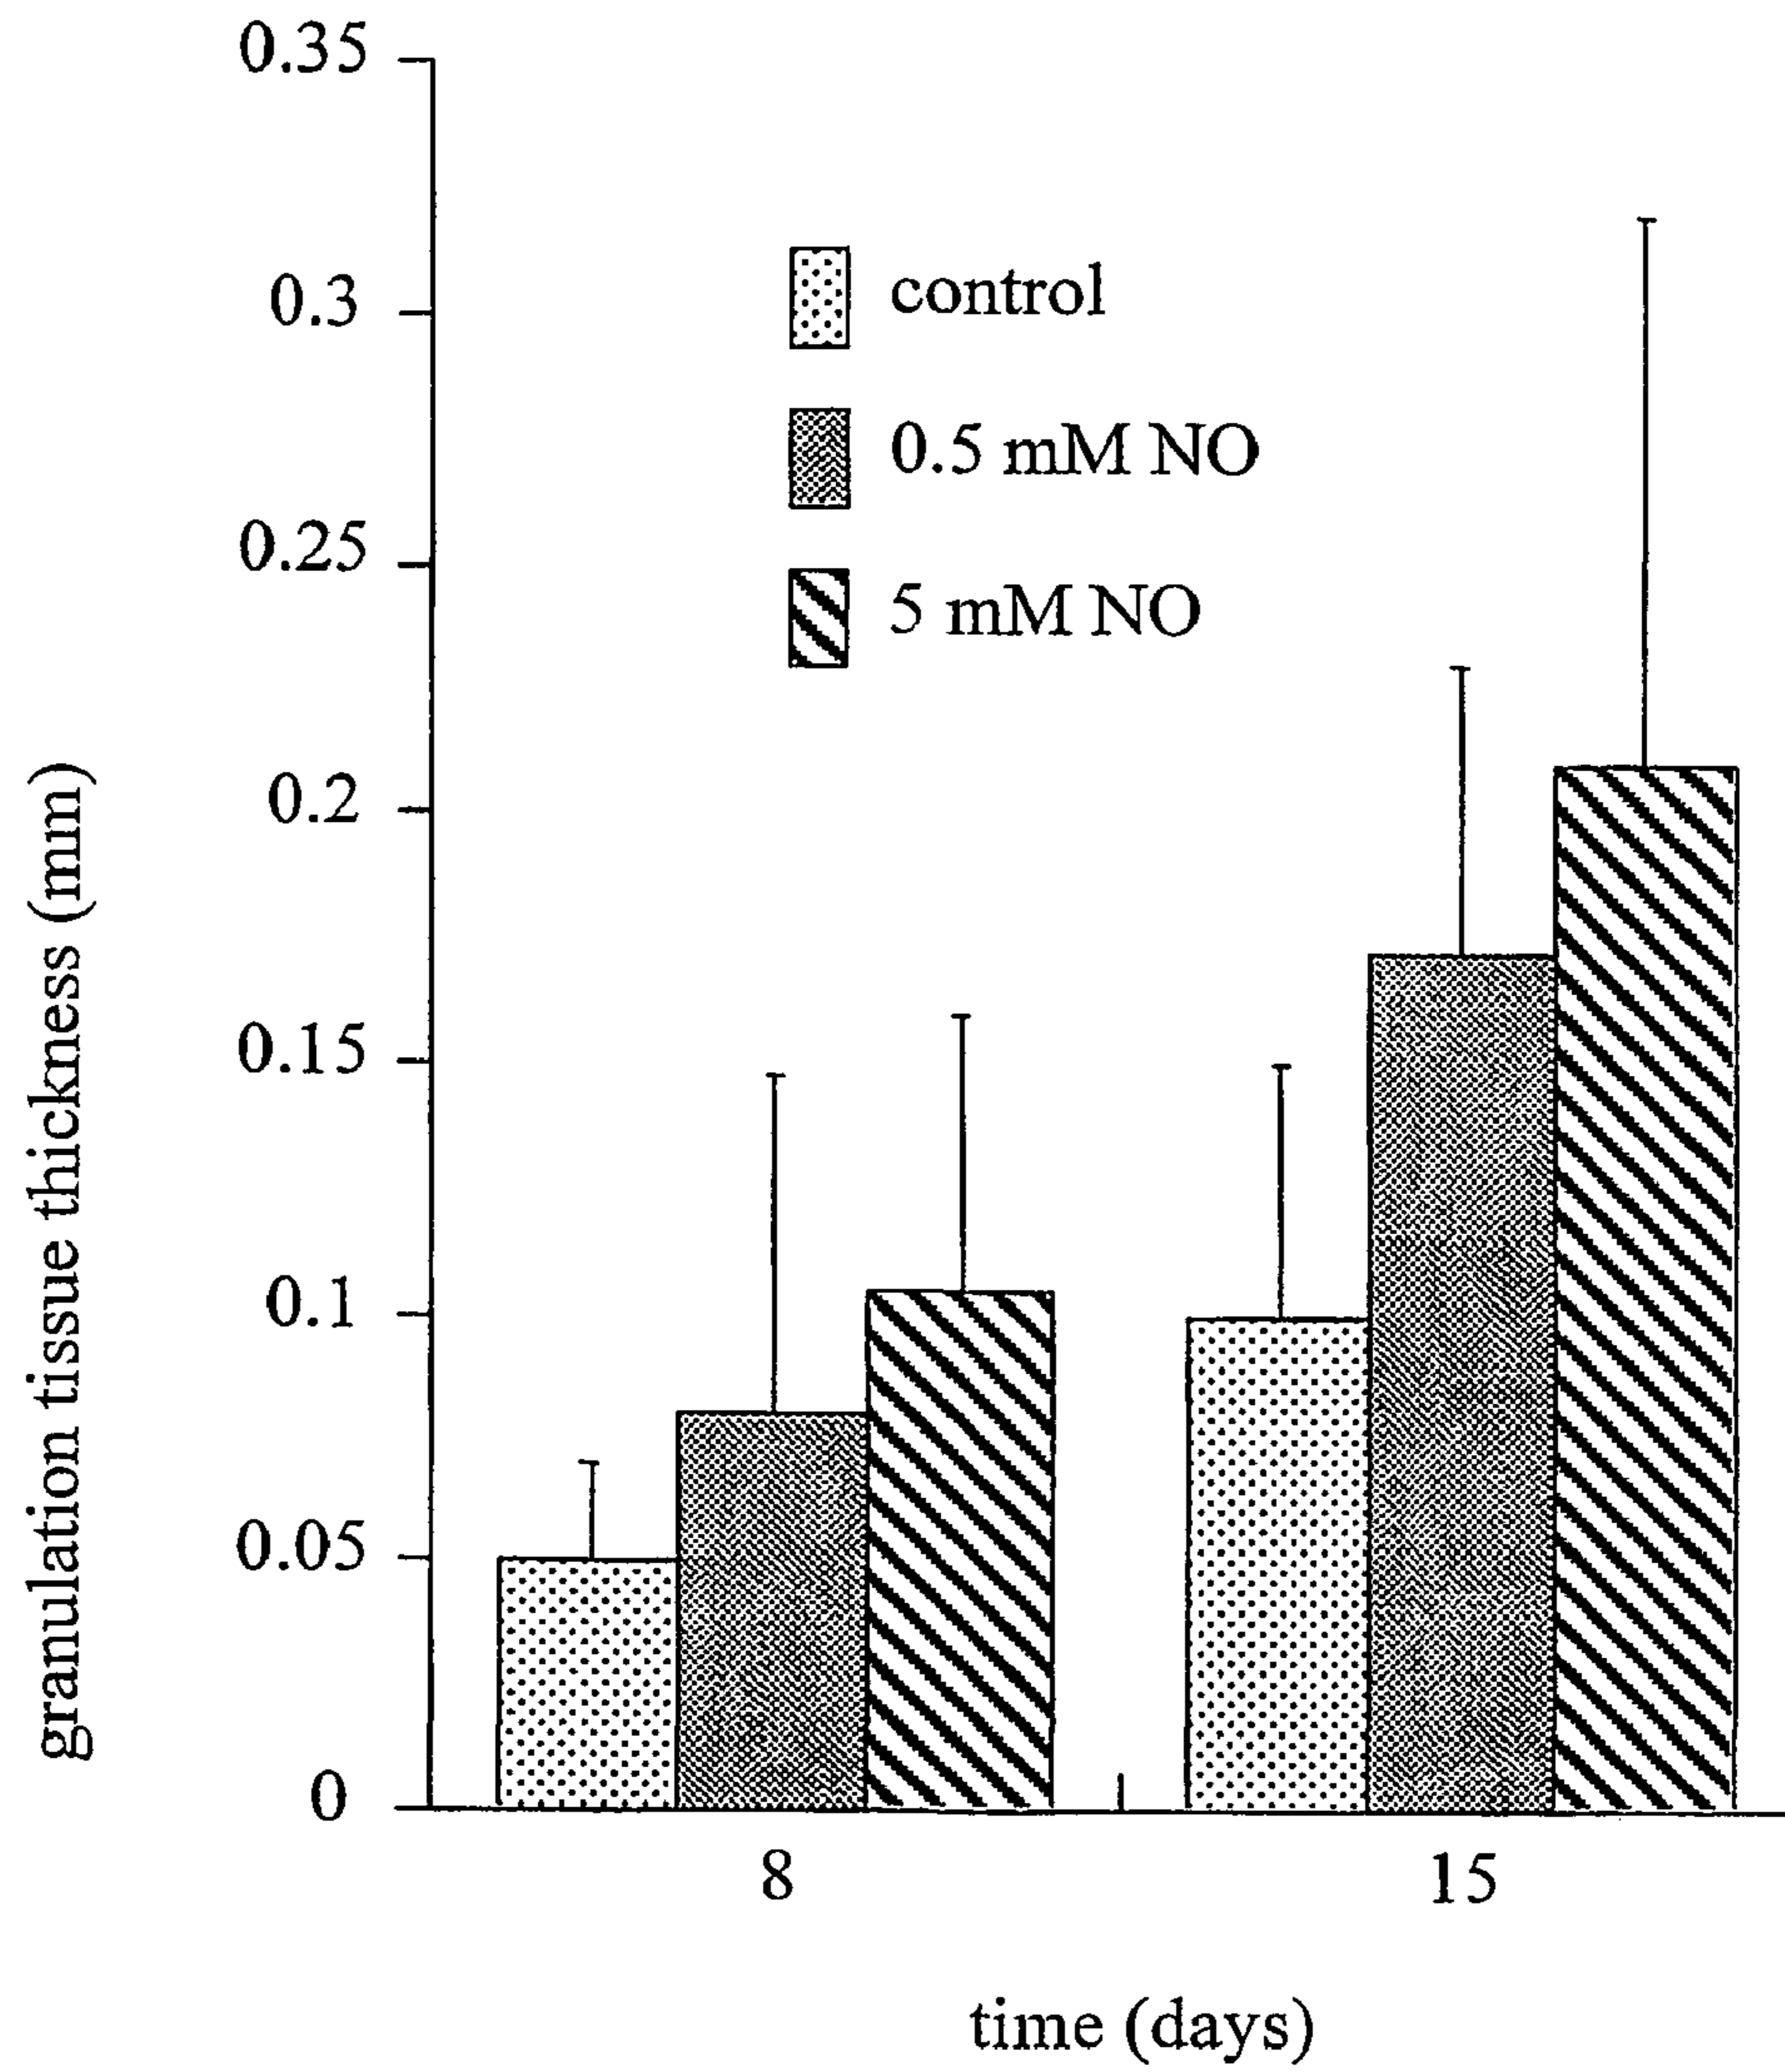 0.35
0.3
0.25
0.2
0.15
0.1
0.05
0
granulation tissue thickness (mm)
control
0.5 mM NO
5 mM NO
8
15
time (days)